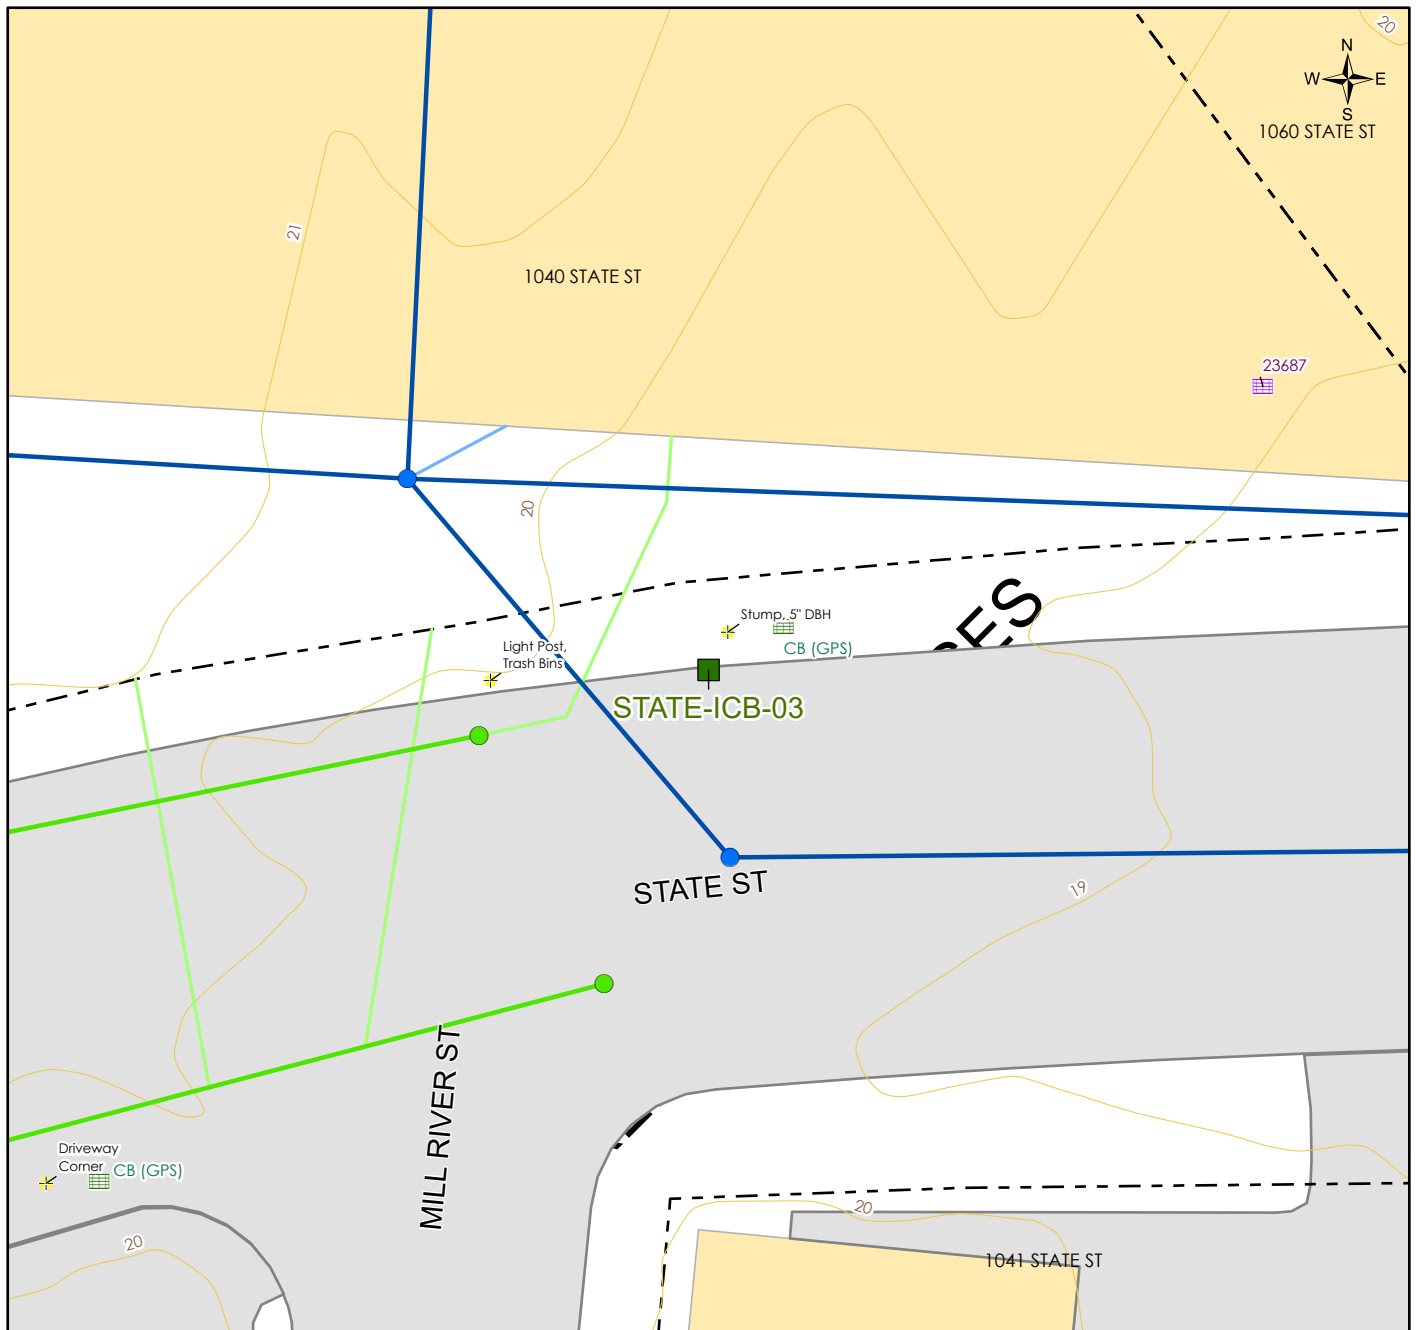 20
N
W E
S
1060 STATE ST
21
1040 STATE ST
23687
20
Stump, 5" DBH
CB (GPS)
Light Post,
Trash Bins
STATE-ICB-03
STATE ST
19
MILL RIVER ST
Driveway
Corner
CB (GPS)
20
20
1041 STATE ST